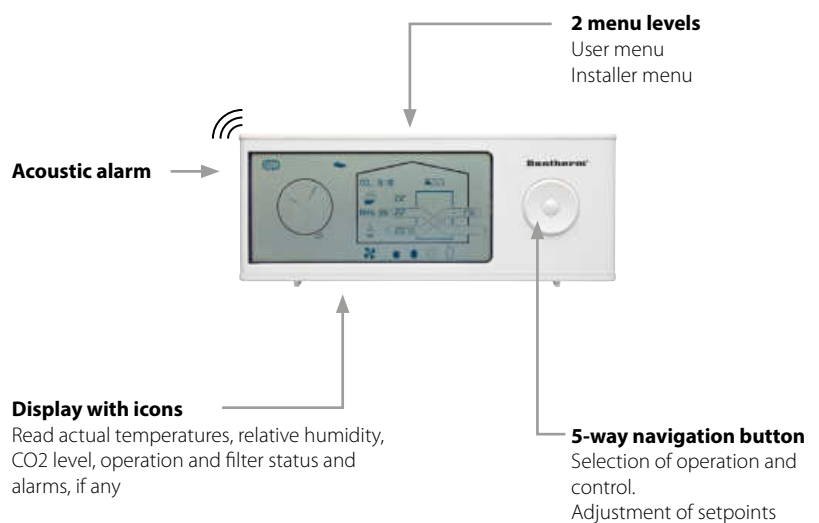 2 menu levels
User menu
Installer menu
Acoustic alarm
Dantherm
Display with icons
Read actual temperatures, relative humidity,
CO2 level, operation and filter status and
alarms, if any
5-way navigation button
Selection of operation and
control.
Adjustment of setpoints